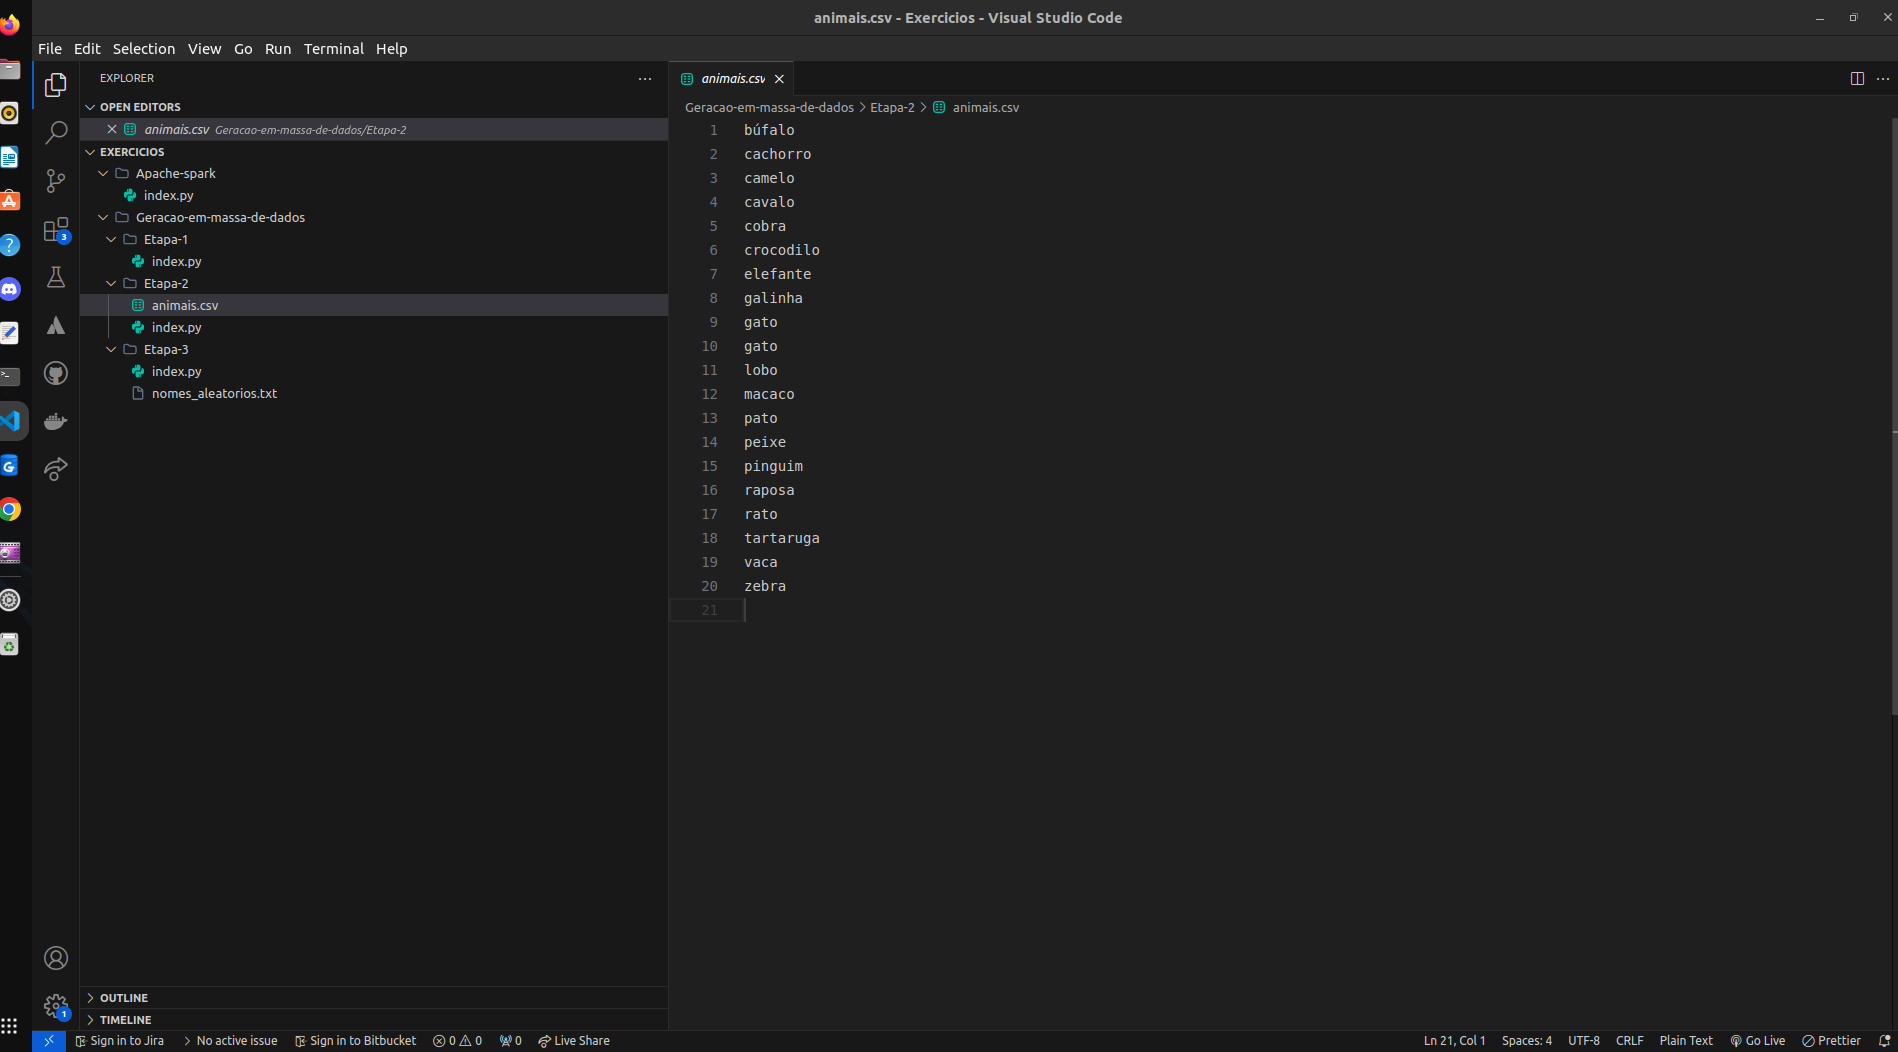 animais.csv - Exercicios - Visual Studio Code
File Edit Selection View Go Run Terminal Help
EXPLORER
OPEN EDITORS
animais.csv Geracao-em-massa-de-dados/Etapa-2
EXERCICIOS
Apache-spark
index.py
Geracao-em-massa-de-dados
Etapa-1
index.py
Etapa-2
animais.csv
index.py
Etapa-3
index.py
nomes_aleatorios.txt
OUTLINE
TIMELINE
3
1
animais.csv
Geracao-em-massa-de-dados > Etapa-2 > animais.csv
1 búfalo
2 cachorro
3 camelo
4 cavalo
5 cobra
6 crocodilo
7 elefante
8 galinha
9 gato
10 gato
11 lobo
12 macaco
13 pato
14 peixe
15 pinguim
16 raposa
17 rato
18 tartaruga
19 vaca
20 zebra
21
Sign in to Jira No active issue Sign in to Bitbucket 0 0 0 Live Share Ln 21, Col 1 Spaces: 4 UTF-8 CRLF Plain Text Go Live Prettier